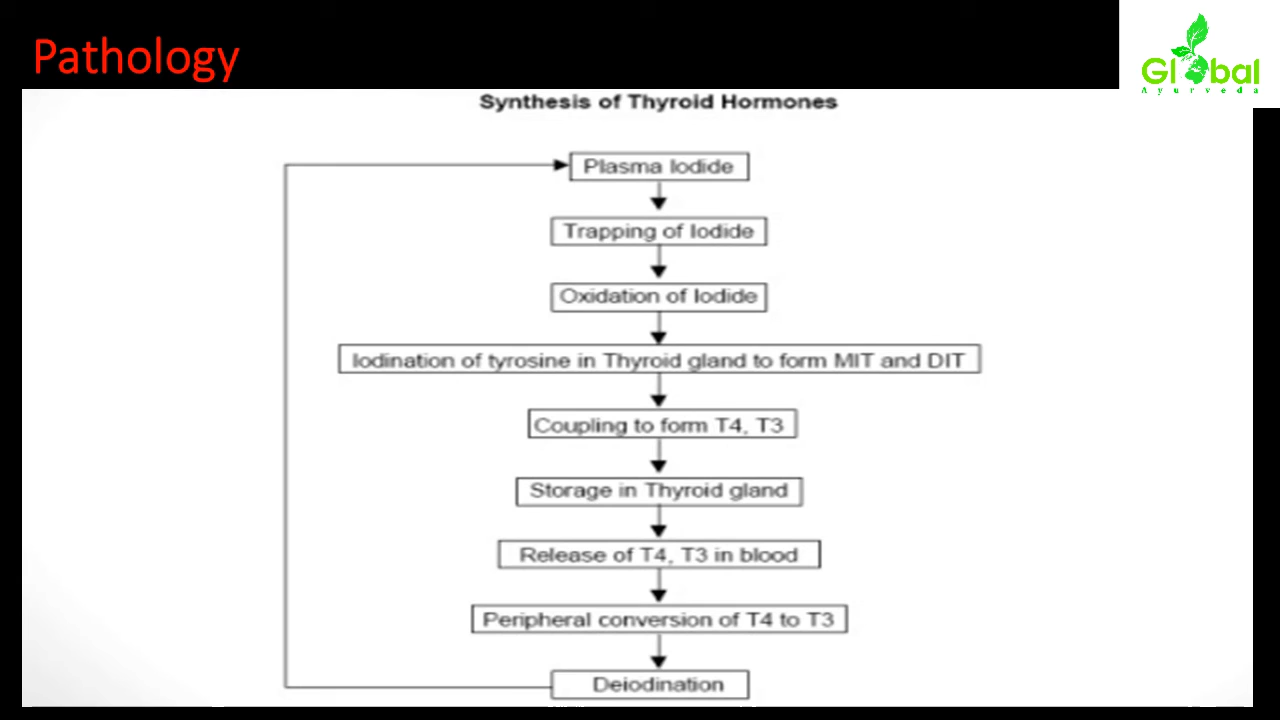 Pathology
Global
Ayurveda
Synthesis of Thyroid Hormones
Plasma Iodide
Trapping of Iodide
Oxidation of Iodide
Iodination of tyrosine in Thyroid gland to form MIT and DIT
Coupling to form T4, T3
Storage in Thyroid gland
Release of T4, T3 in blood
Peripheral conversion of T4 to T3
Deiodination